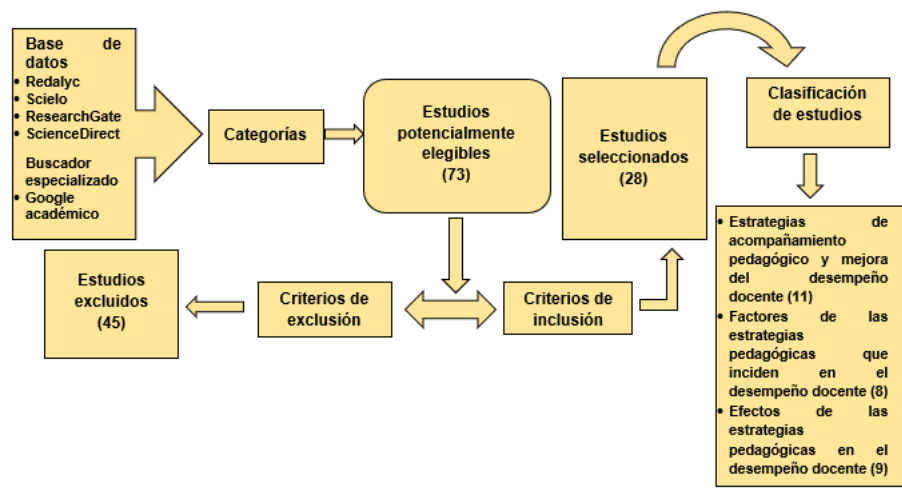 Base de
datos
• Redalyc
• Scielo
• ResearchGate
• ScienceDirect
Buscador
especializado
• Google
académico
Categorías
Estudios
potencialmente
elegibles
(73)
Estudios
seleccionados
(28)
Clasificación
de estudios
Estudios
excluidos
(45)
Criterios de
exclusión
Criterios de
inclusión
• Estrategias de
acompañamiento
pedagógico y mejora
del desempeño
docente (11)
• Factores de las
estrategias
pedagógicas que
inciden en el
desempeño docente (8)
• Efectos de las
estrategias
pedagógicas en el
desempeño docente (9)